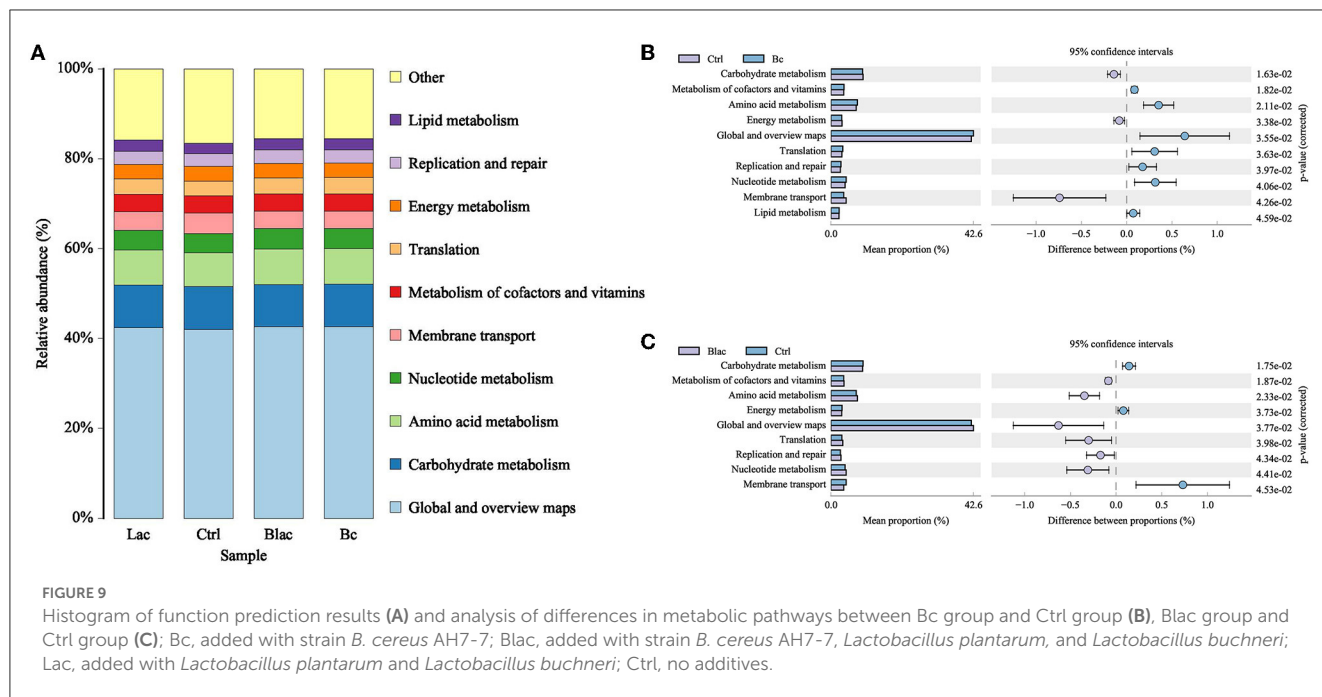 A
100%
80%
60%
40%
20%
0%
Relative abundance (%)
Lac
Ctrl
Blac
Bc
Sample
Other
Lipid metabolism
Replication and repair
Energy metabolism
Translation
Metabolism of cofactors and vitamins
Membrane transport
Nucleotide metabolism
Amino acid metabolism
Carbohydrate metabolism
Global and overview maps
B
Ctrl
Bc
95% confidence intervals
Carbohydrate metabolism
1.63e-02
Metabolism of cofactors and vitamins
1.82e-02
Amino acid metabolism
2.11e-02
Energy metabolism
3.38e-02
Global and overview maps
3.55e-02
Translation
3.63e-02
Replication and repair
3.97e-02
Nucleotide metabolism
4.06e-02
Membrane transport
4.26e-02
Lipid metabolism
4.59e-02
p-value (corrected)
0.0
42.6
−1.0
−0.5
0.0
0.5
1.0
Mean proportion (%)
Difference between proportions (%)
C
Blac
Ctrl
95% confidence intervals
Carbohydrate metabolism
1.75e-02
Metabolism of cofactors and vitamins
1.87e-02
Amino acid metabolism
2.33e-02
Energy metabolism
3.73e-02
Global and overview maps
3.77e-02
Translation
3.98e-02
Replication and repair
4.34e-02
Nucleotide metabolism
4.41e-02
Membrane transport
4.53e-02
p-value (corrected)
0.0
42.6
−1.0
−0.5
0.0
0.5
1.0
Mean proportion (%)
Difference between proportions (%)
FIGURE 9
Histogram of function prediction results (A) and analysis of differences in metabolic pathways between Bc group and Ctrl group (B), Blac group and
Ctrl group (C); Bc, added with strain B. cereus AH7-7; Blac, added with strain B. cereus AH7-7, Lactobacillus plantarum, and Lactobacillus buchneri;
Lac, added with Lactobacillus plantarum and Lactobacillus buchneri; Ctrl, no additives.